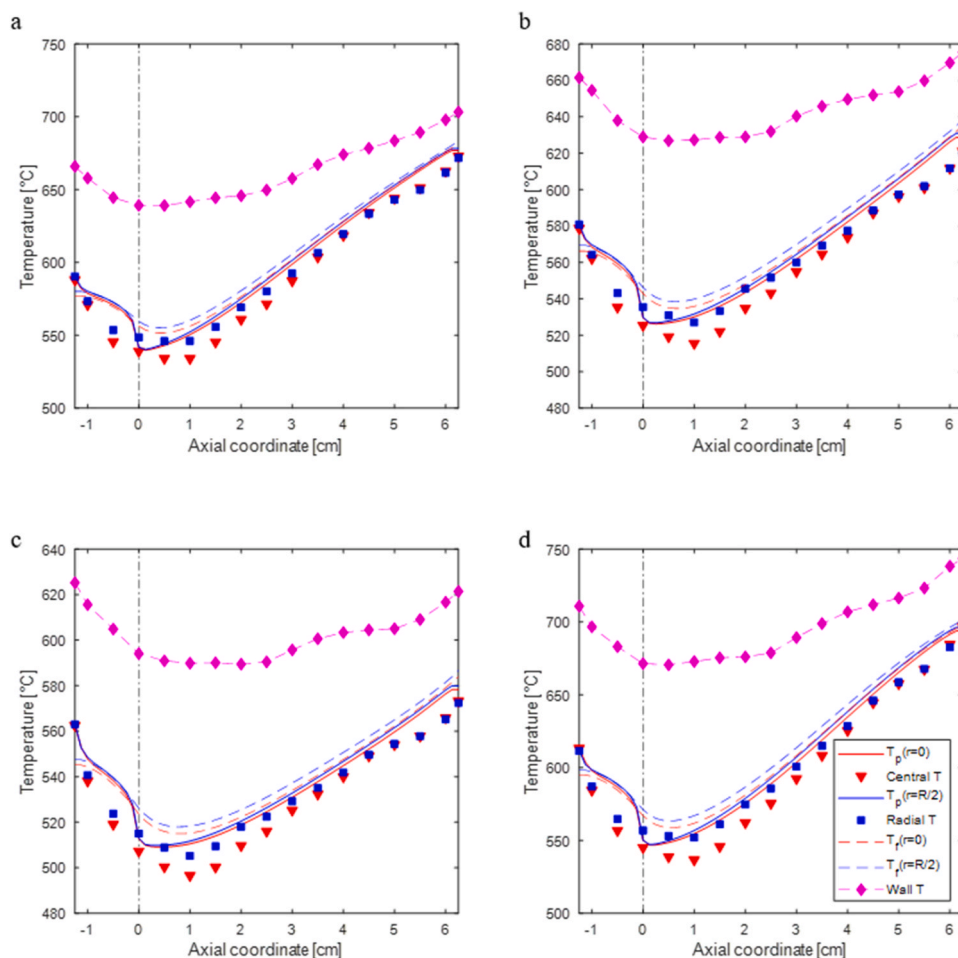 a
b
750
700
650
600
550
500
Temperature [°C]
-1 0 1 2 3 4 5 6
Axial coordinate [cm]
680
660
640
620
600
580
560
540
520
500
480
Temperature [°C]
-1 0 1 2 3 4 5 6
Axial coordinate [cm]
c
d
640
620
600
580
560
540
520
500
480
Temperature [°C]
-1 0 1 2 3 4 5 6
Axial coordinate [cm]
750
700
650
600
550
500
Temperature [°C]
-1 0 1 2 3 4 5 6
Axial coordinate [cm]
Tp(r=0)
Central T
Tp(r=R/2)
Radial T
Tf(r=0)
Tf(r=R/2)
Wall T